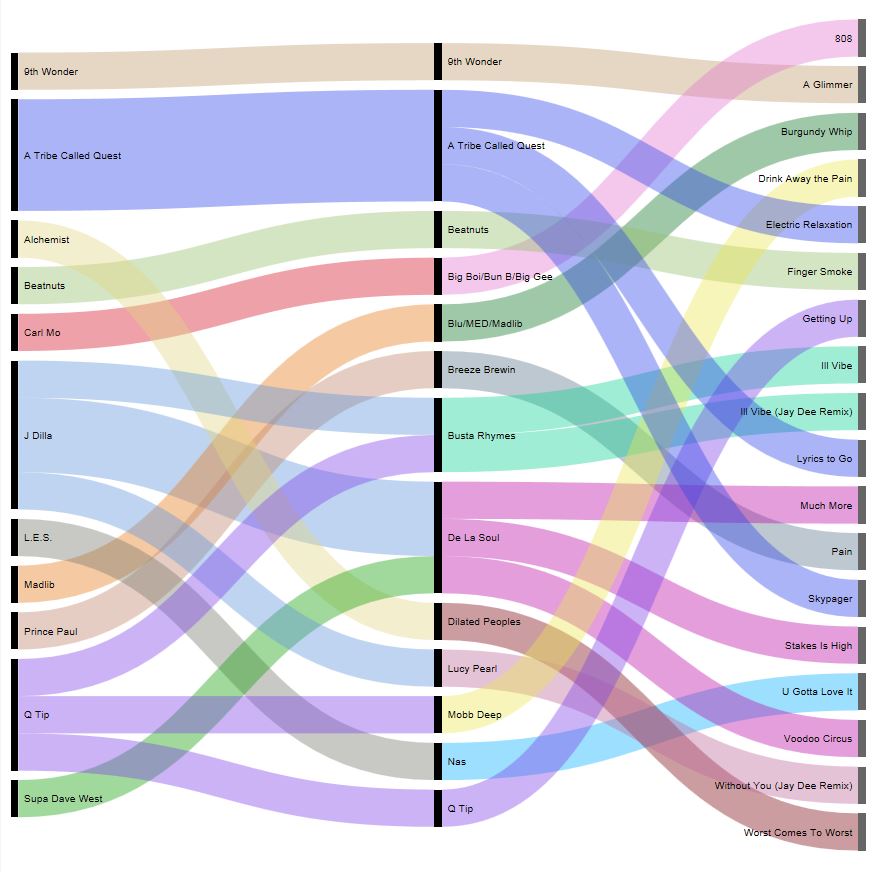 9th Wonder
A Tribe Called Quest
Alchemist
Beatnuts
Carl Mo
J Dilla
L.E.S.
Madlib
Prince Paul
Q Tip
Supa Dave West
9th Wonder
A Tribe Called Quest
Beatnuts
Big Boi/Bun B/Big Gee
Blu/MED/Madlib
Breeze Brewin
Busta Rhymes
De La Soul
Dilated Peoples
Lucy Pearl
Mobb Deep
Nas
Q Tip
808
A Glimmer
Burgundy Whip
Drink Away the Pain
Electric Relaxation
Finger Smoke
Getting Up
Ill Vibe
Ill Vibe (Jay Dee Remix)
Lyrics to Go
Much More
Pain
Skypager
Stakes Is High
U Gotta Love It
Voodoo Circus
Without You (Jay Dee Remix)
Worst Comes To Worst